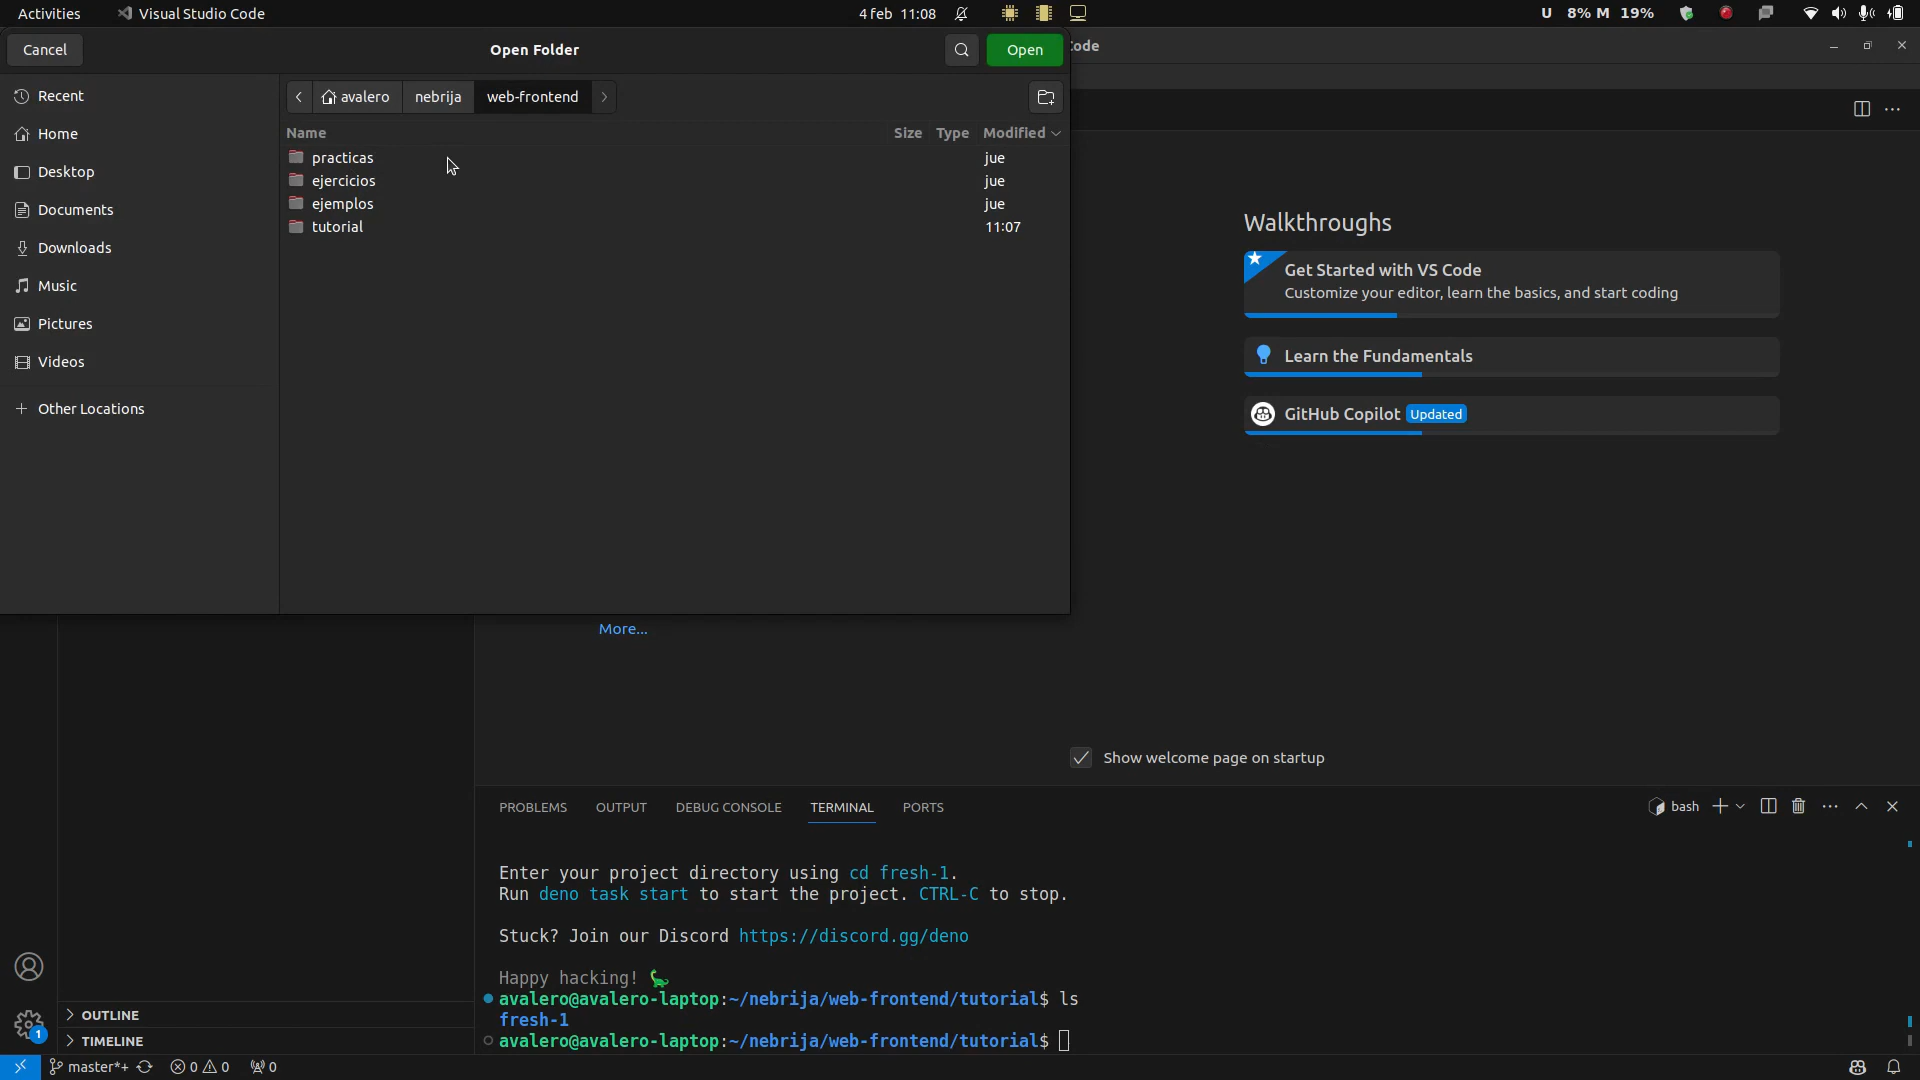 Activities
Visual Studio Code
4 feb 11:08
U 8% M 19%
Cancel
Open Folder
Open
Code
Recent
Home
Desktop
Documents
Downloads
Music
Pictures
Videos
Other Locations
avalero
nebrija
web-frontend
Name
Size
Type
Modified
practicas
jue
ejercicios
jue
ejemplos
jue
tutorial
11:07
Walkthroughs
Get Started with VS Code
Customize your editor, learn the basics, and start coding
Learn the Fundamentals
GitHub Copilot Updated
More...
Show welcome page on startup
PROBLEMS
OUTPUT
DEBUG CONSOLE
TERMINAL
PORTS
bash
Enter your project directory using cd fresh-1.
Run deno task start to start the project. CTRL-C to stop.
Stuck? Join our Discord https://discord.gg/deno
Happy hacking! 🦕
avalero@avalero-laptop:~/nebrija/web-frontend/tutorial$ ls
fresh-1
avalero@avalero-laptop:~/nebrija/web-frontend/tutorial$
1
OUTLINE
TIMELINE
master*+
0
0
0